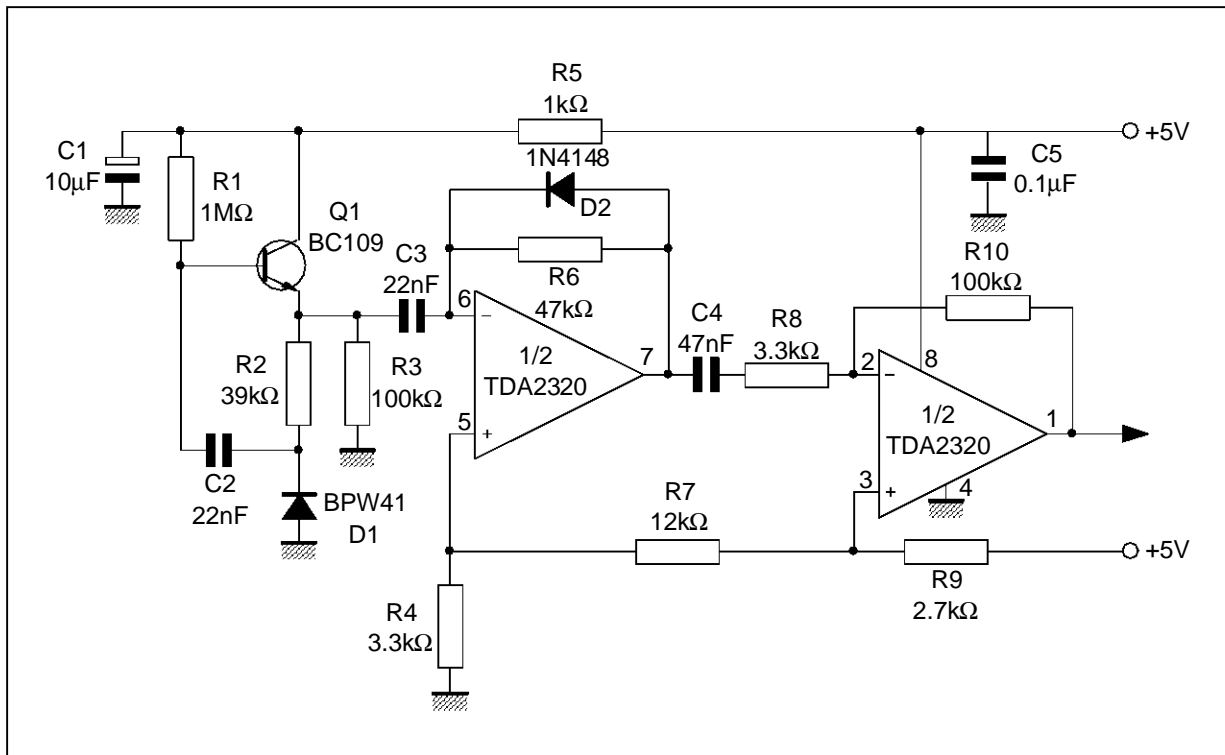 R5
1kΩ
+5V
1N4148
D2
C1
10μF
R1
1MΩ
Q1
BC109
C5
0.1μF
C3
22nF
R6
47kΩ
R10
100kΩ
C4
47nF
R8
3.3kΩ
6
−
7
2
−
8
R2
39kΩ
R3
100kΩ
1/2
TDA2320
5
+
1/2
TDA2320
1
3
+
4
C2
22nF
BPW41
D1
R7
12kΩ
+5V
R9
2.7kΩ
R4
3.3kΩ